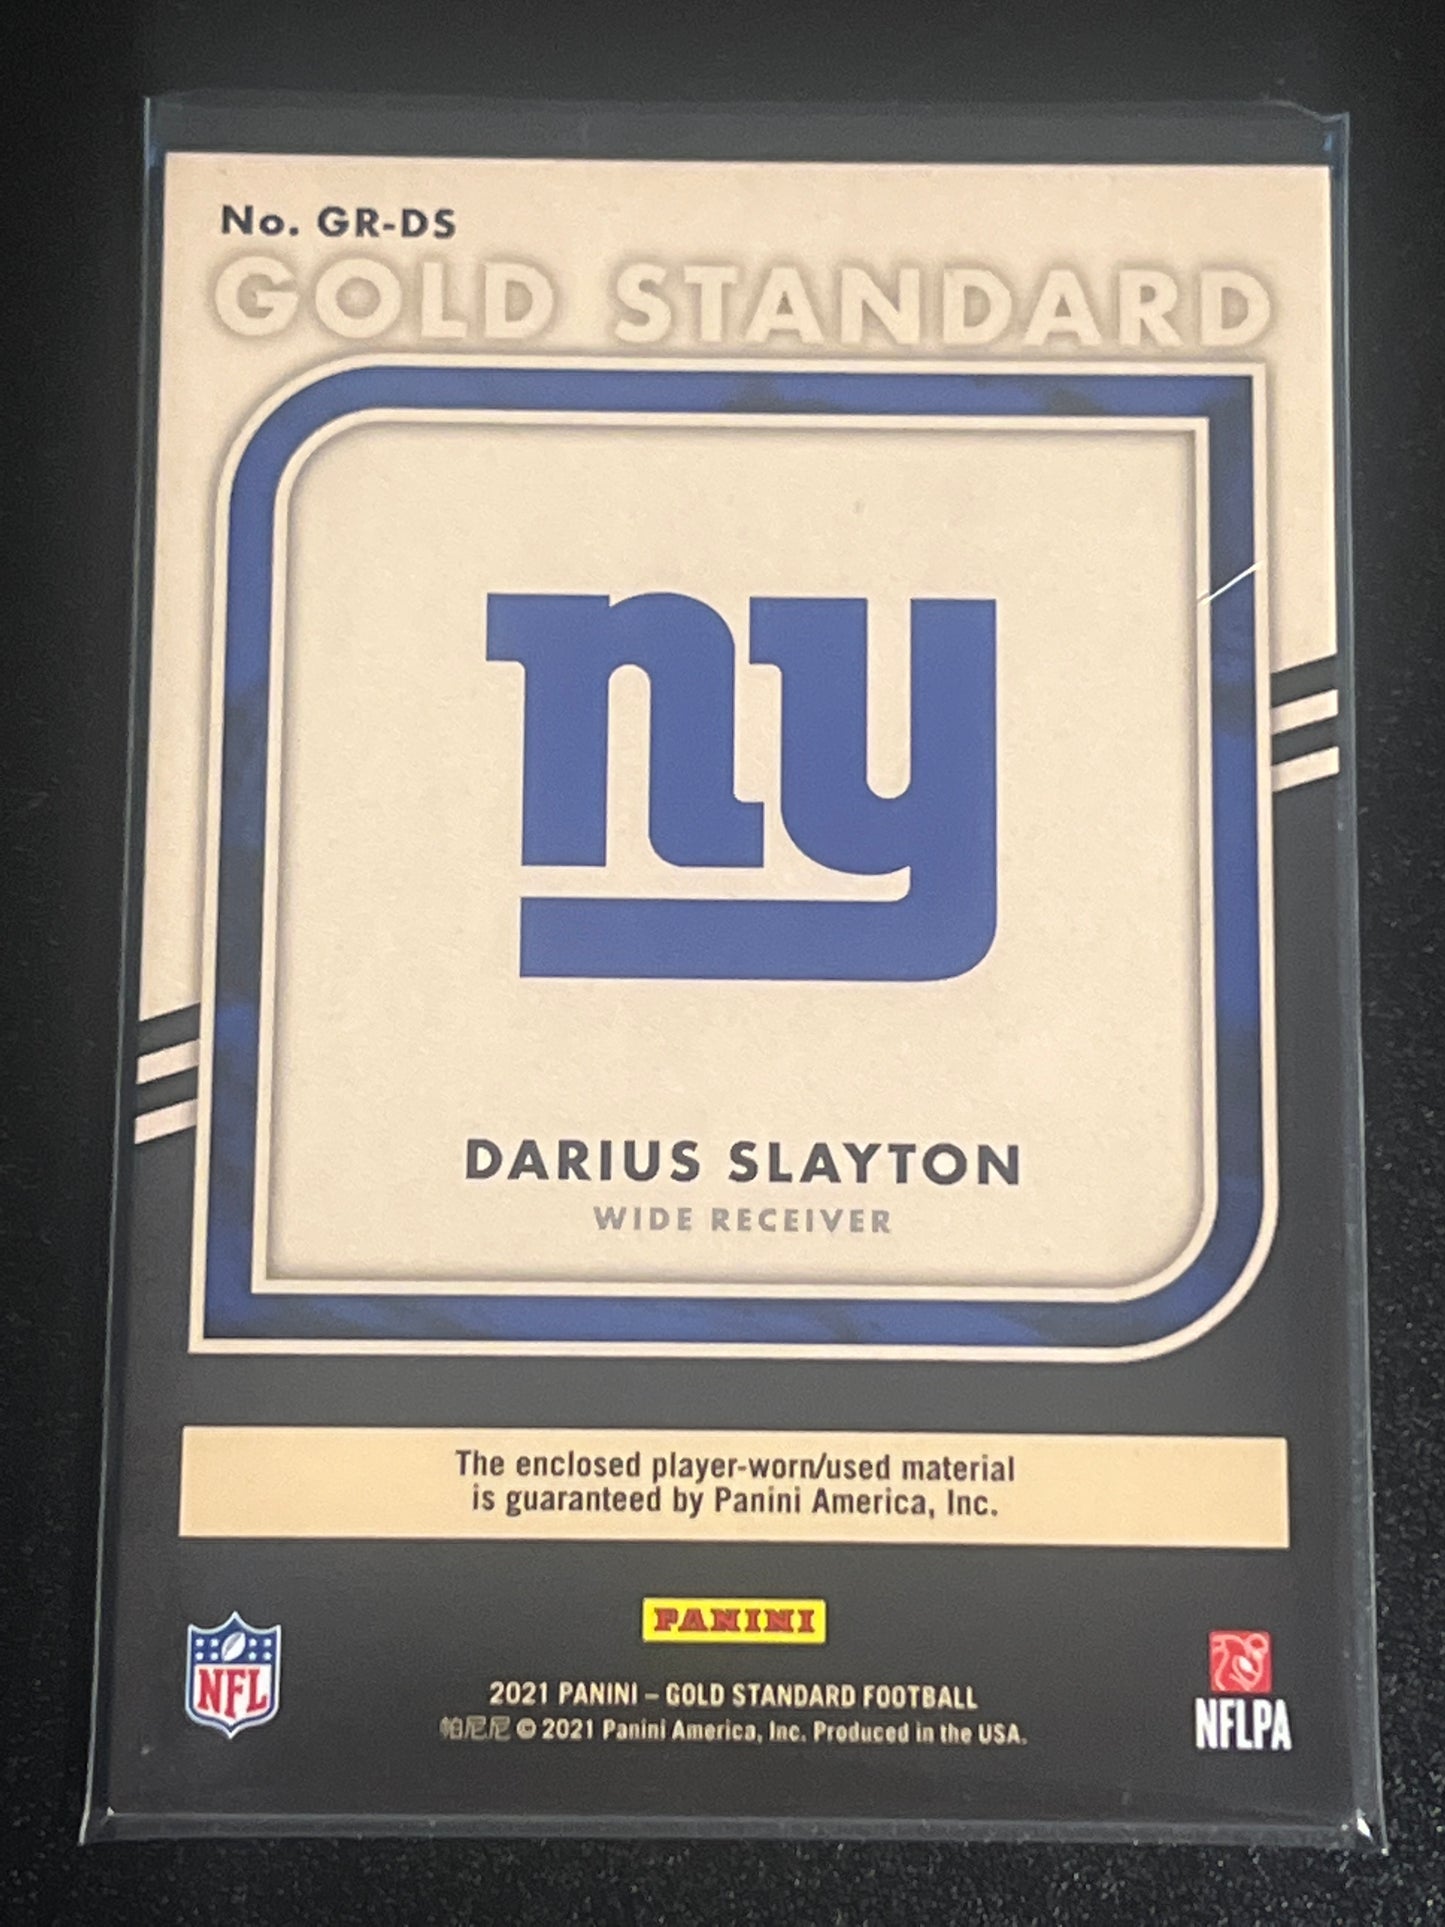 No. GR-DS
GOLD STANDARD
ny
DARIUS SLAYTON
WIDE RECEIVER
The enclosed player-worn/used material
is guaranteed by Panini America, Inc.
PANINI
NFL
2021 PANINI – GOLD STANDARD FOOTBALL
帕尼尼 © 2021 Panini America, Inc. Produced in the USA.
NFLPA